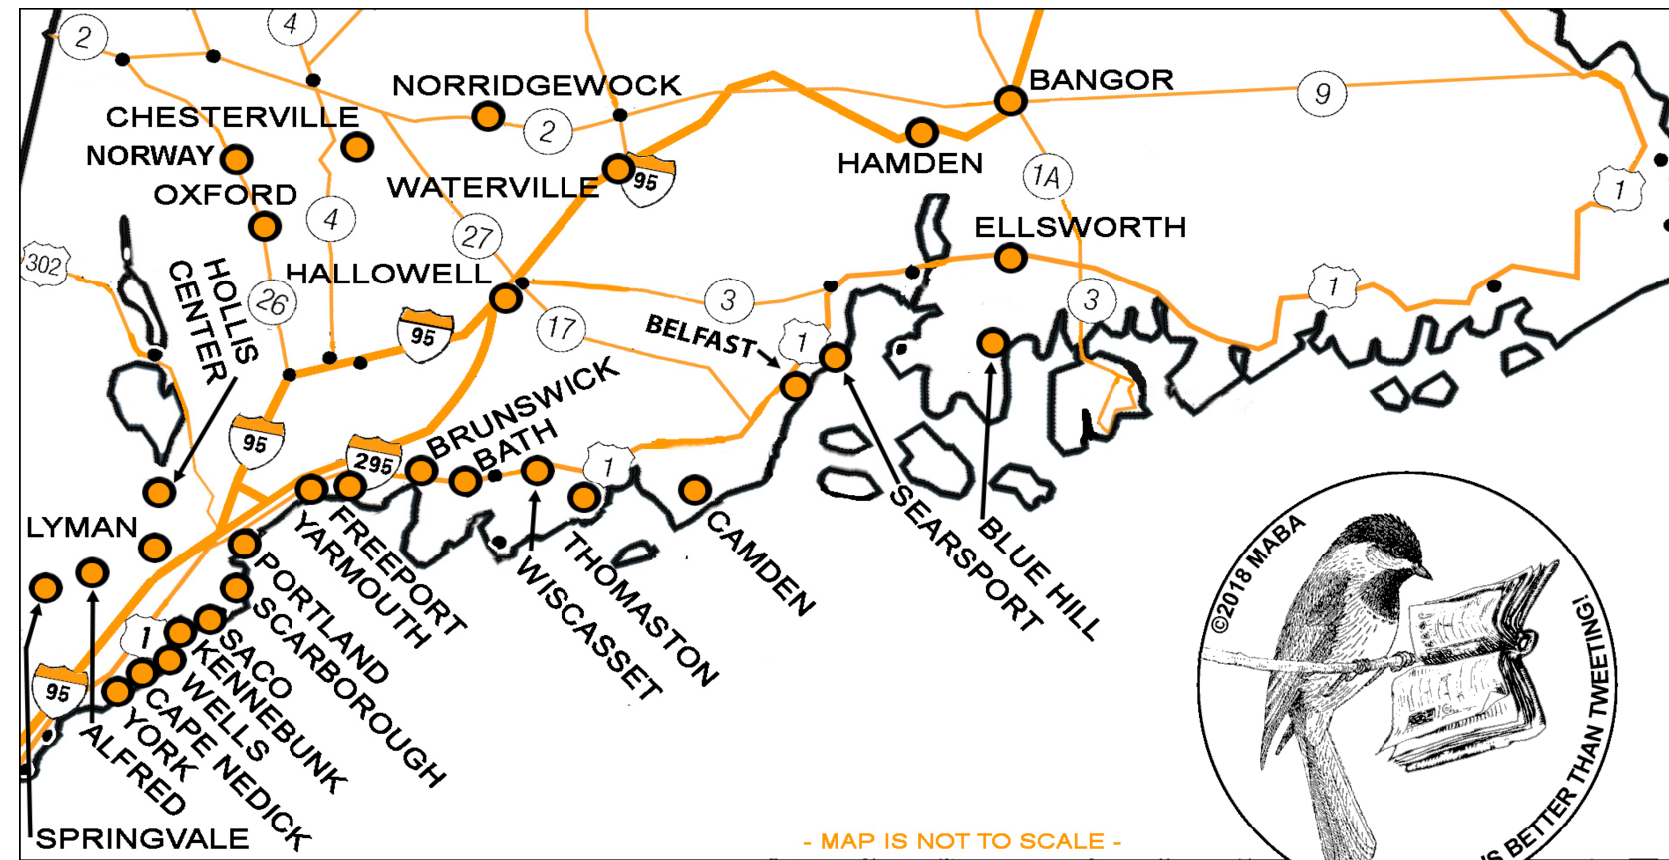 2
4
NORRIDGEWOCK
BANGOR
9
CHESTERVILLE
2
NORWAY
HAMDEN
1A
OXFORD
WATERVILLE
95
1
4
27
ELLSWORTH
302
HOLLIS
CENTER
HALLOWELL
26
3
3
1
17
95
BELFAST
1
BRUNSWICK
BATH
95
295
1
LYMAN
YARMOUTH
FREEPORT
WISCASSET
THOMASTON
CAMDEN
SEARSPORT
BLUE HILL
PORTLAND
SCARBOROUGH
SACO
KENNEBUNK
WELLS
CAPE NEDICK
YORK
ALFRED
1
95
SPRINGVALE
- MAP IS NOT TO SCALE -
©2018 MABA
IS BETTER THAN TWEETING!